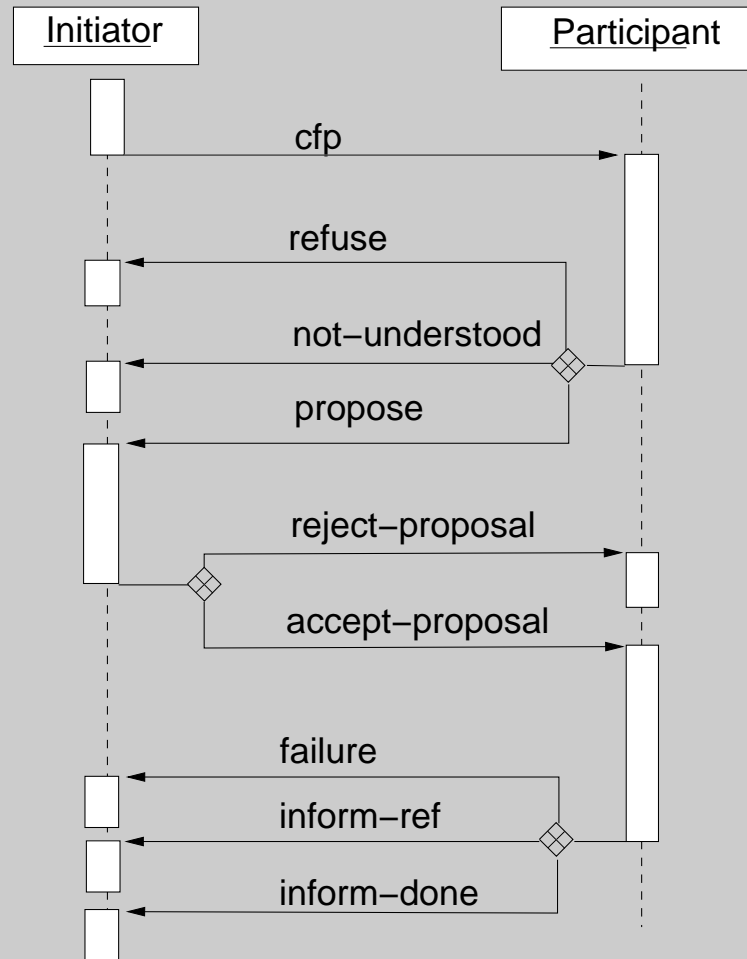 Initiator
Participant
cfp
refuse
not−understood
propose
reject−proposal
accept−proposal
failure
inform−ref
inform−done